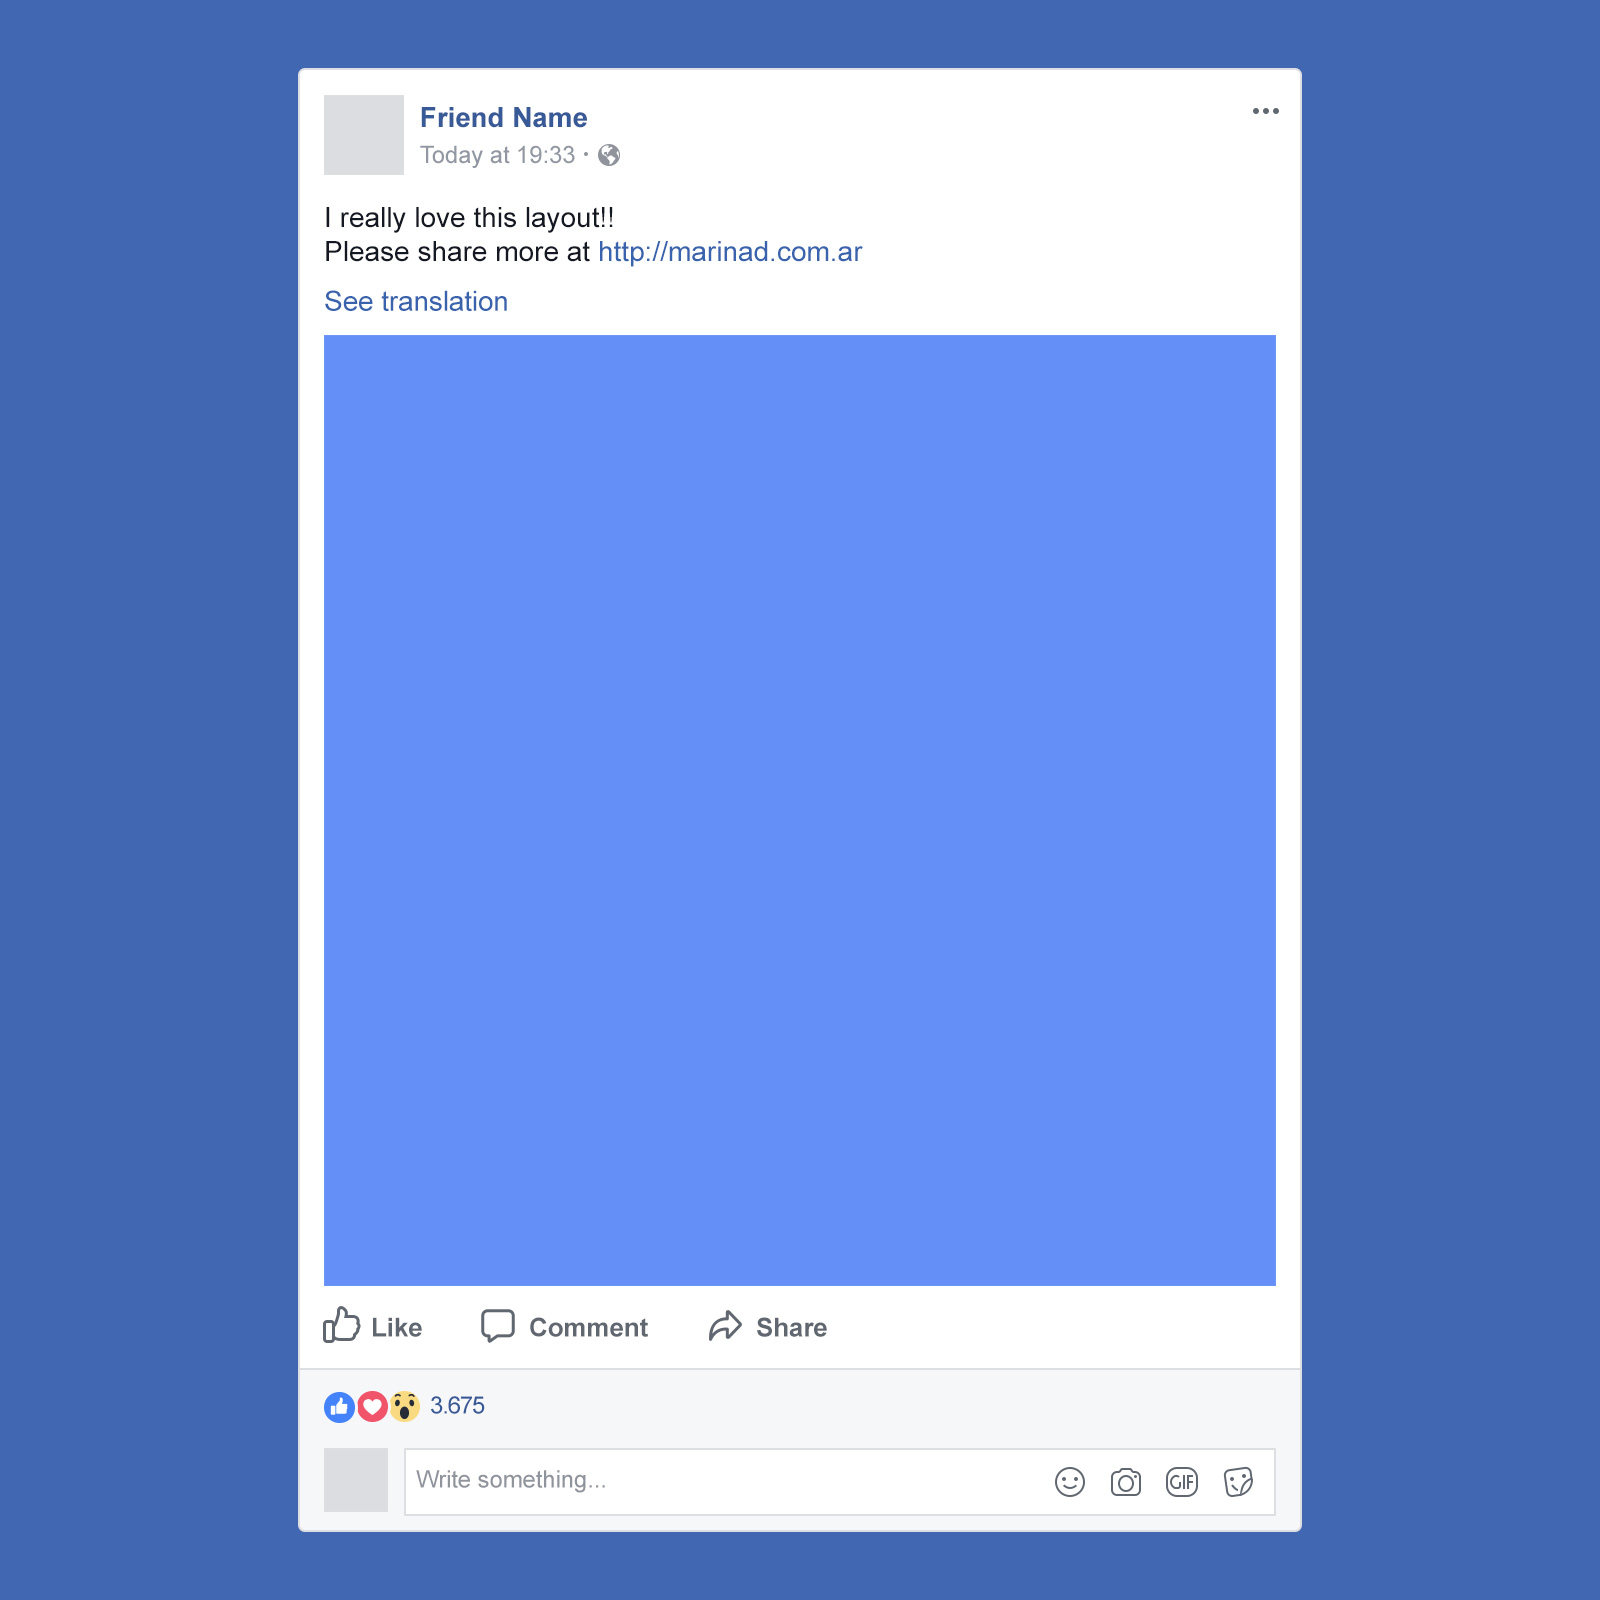 Friend Name
Today at 19:33 ·
I really love this layout!!
Please share more at http://marinad.com.ar
See translation
Like Comment Share
3.675
Write something...
GIF